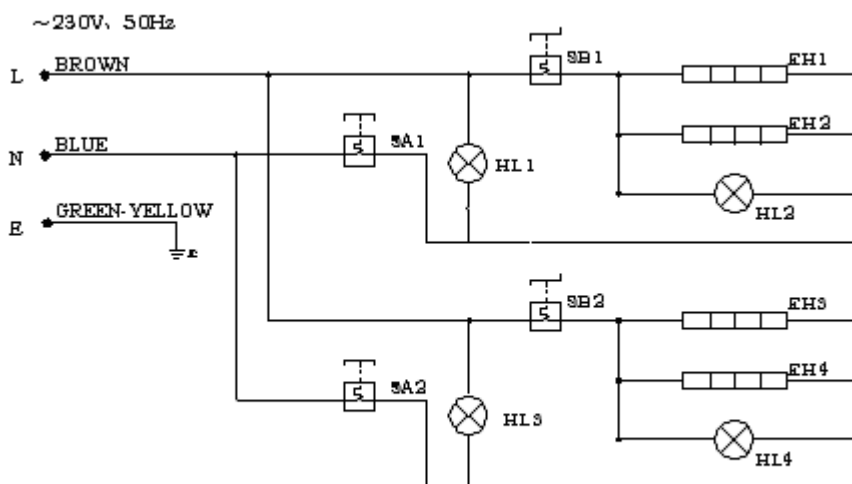 ~230V、50Hz
L BROWN
SB1
EH1
EH2
N BLUE
SA1
HL1
HL2
E GREEN-YELLOW
SB2
EH3
EH4
SA2
HL3
HL4